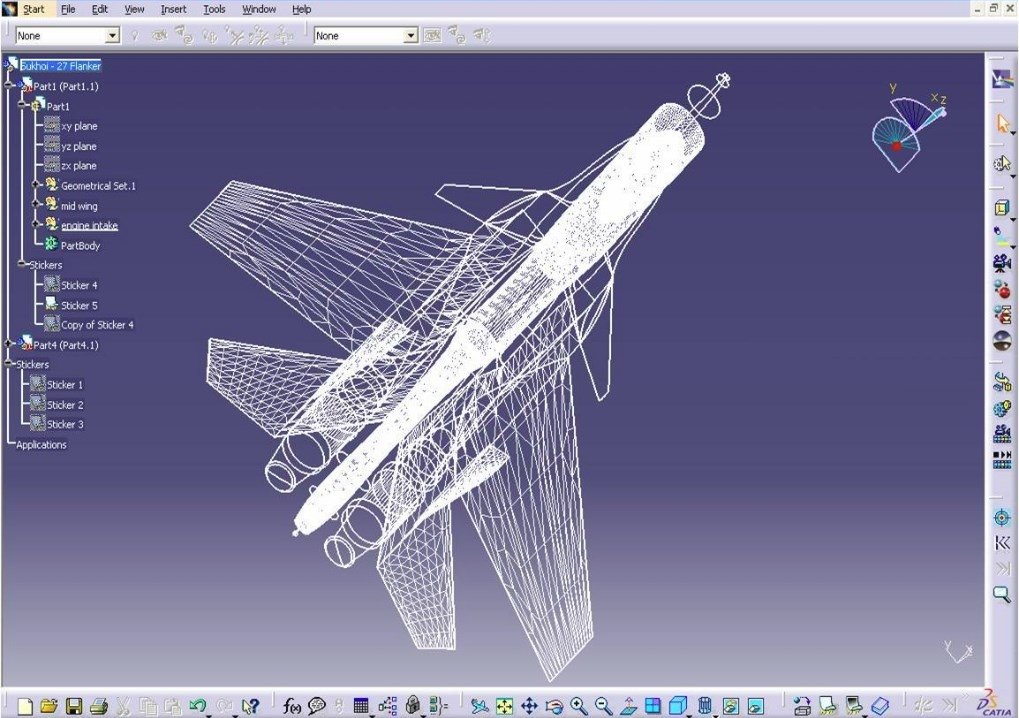 Start File Edit View Insert Tools Window Help
None None
Sukhoi - 27 Flanker
Part1 (Part1.1)
Part1
xy plane
yz plane
zx plane
Geometrical Set.1
mid wing
engine intake
PartBody
Stickers
Sticker 4
Sticker 5
Copy of Sticker 4
Part4 (Part4.1)
Stickers
Sticker 1
Sticker 2
Sticker 3
Applications
y
x z
f(x)
CATIA